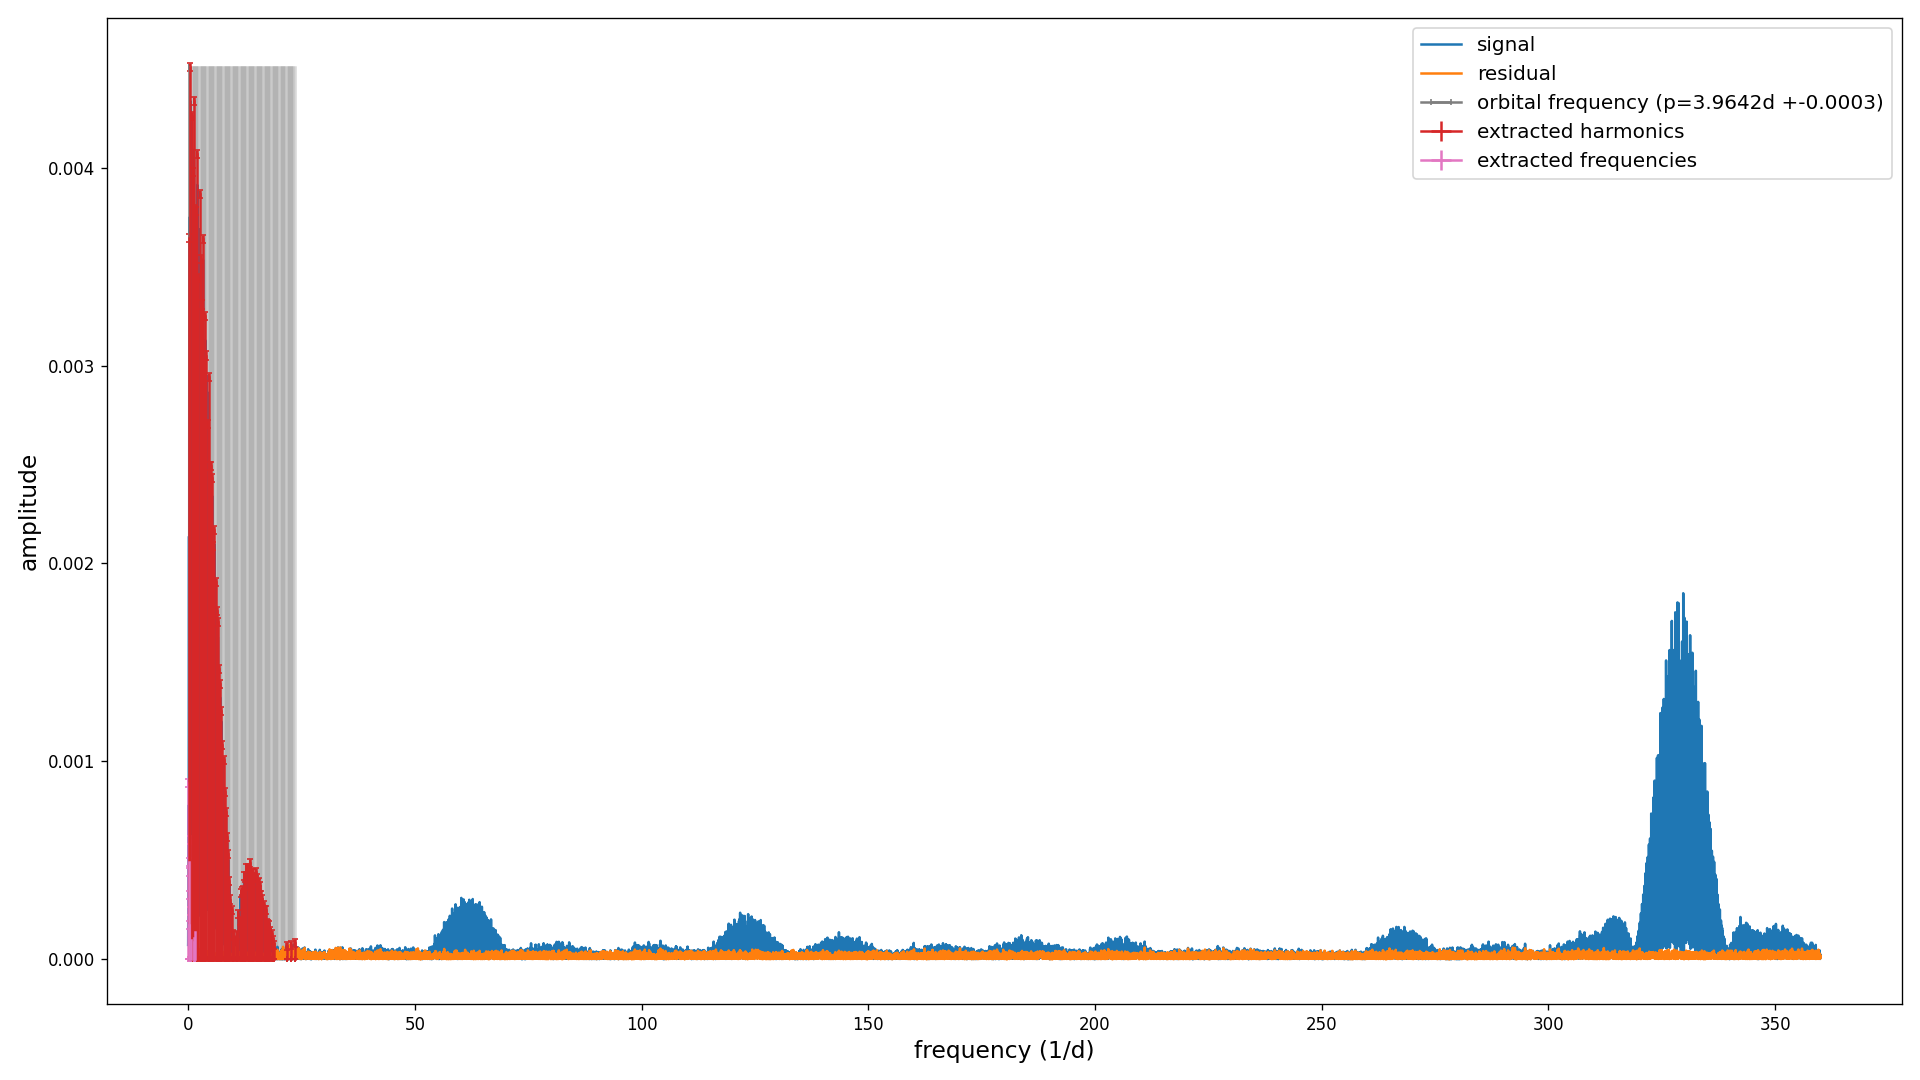 signal
residual
orbital frequency (p=3.9642d +-0.0003)
extracted harmonics
extracted frequencies
amplitude
0.004
0.003
0.002
0.001
0.000
0 50 100 150 200 250 300 350
frequency (1/d)